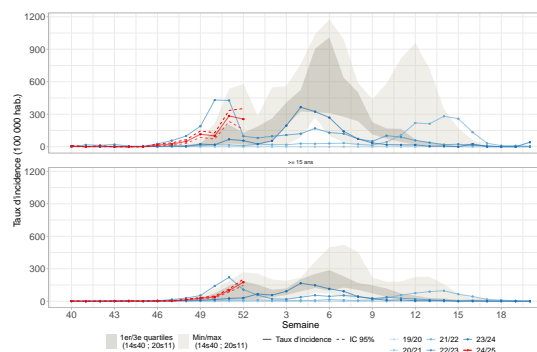 1200
900
600
300
0
>= 15 ans
1200
900
600
300
0
Taux d'incidence (100 000 hab.)
40 43 46 49 52 3 6 9 12 15 18
Semaine
1er/3e quartiles (14s40 ; 20s11)
Min/max (14s40 ; 20s11)
Taux d'incidence
IC 95%
19/20 21/22 23/24
20/21 22/23 24/25